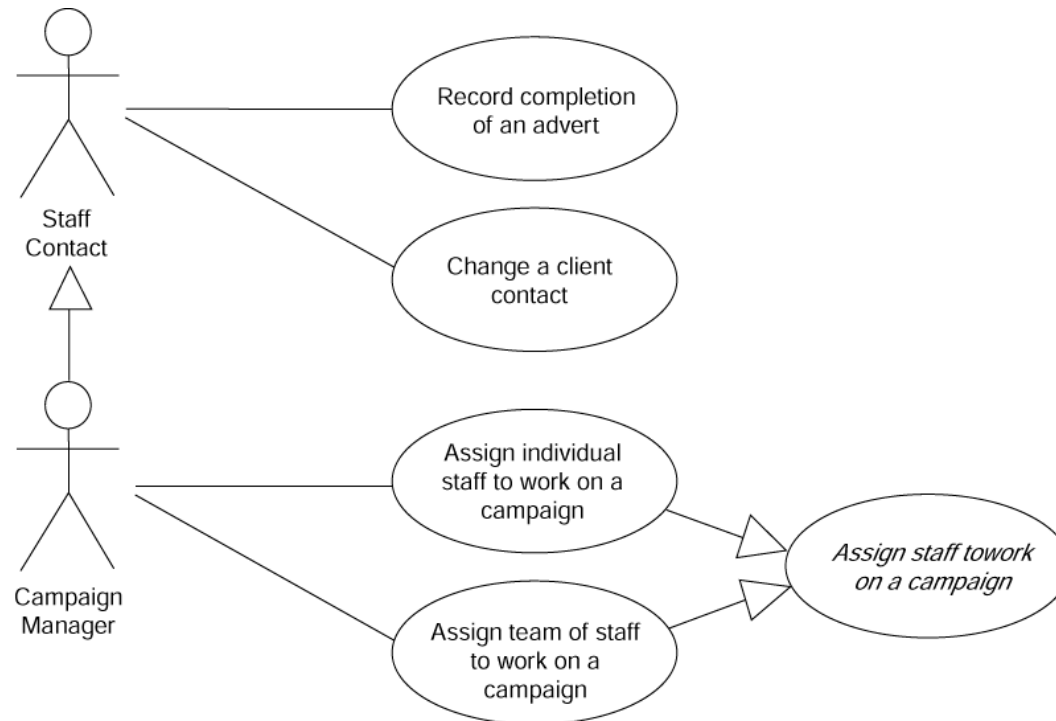 Record completion
of an advert
Staff
Contact
Change a client
contact
Assign individual
staff to work on a
campaign
Assign staff towork
on a campaign
Campaign
Manager
Assign team of staff
to work on a
campaign